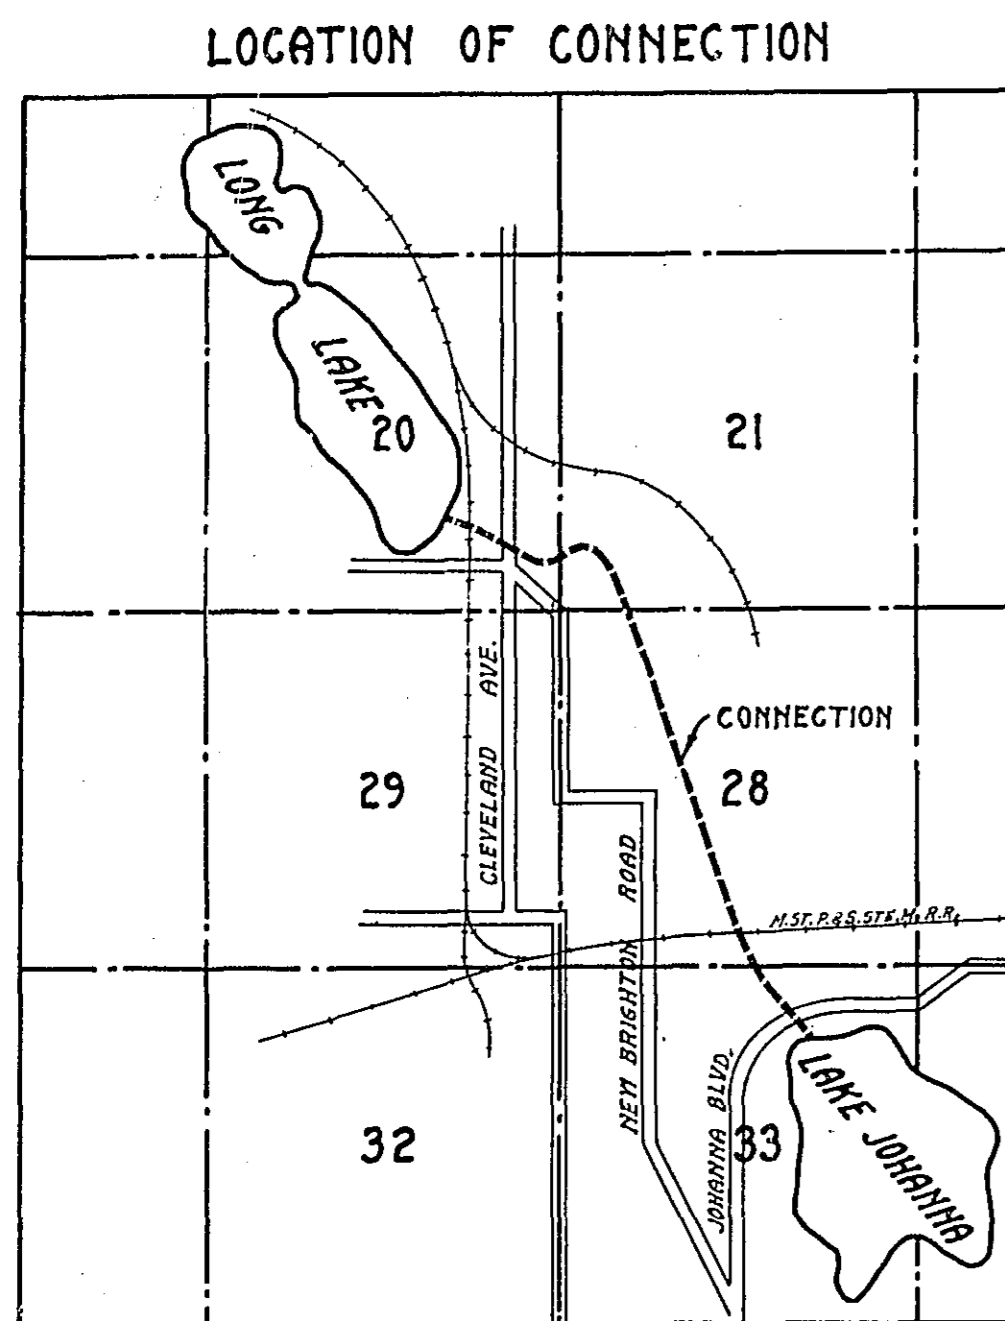 LOCATION OF CONNECTION
LONG
LAKE
20
21
CLEVELAND AVE.
CONNECTION
29
28
NEW BRIGHTON ROAD
M. ST. P. & S. STE. M. R. R.
JOHANNA BLVD.
LAKE JOHANNA
32
33